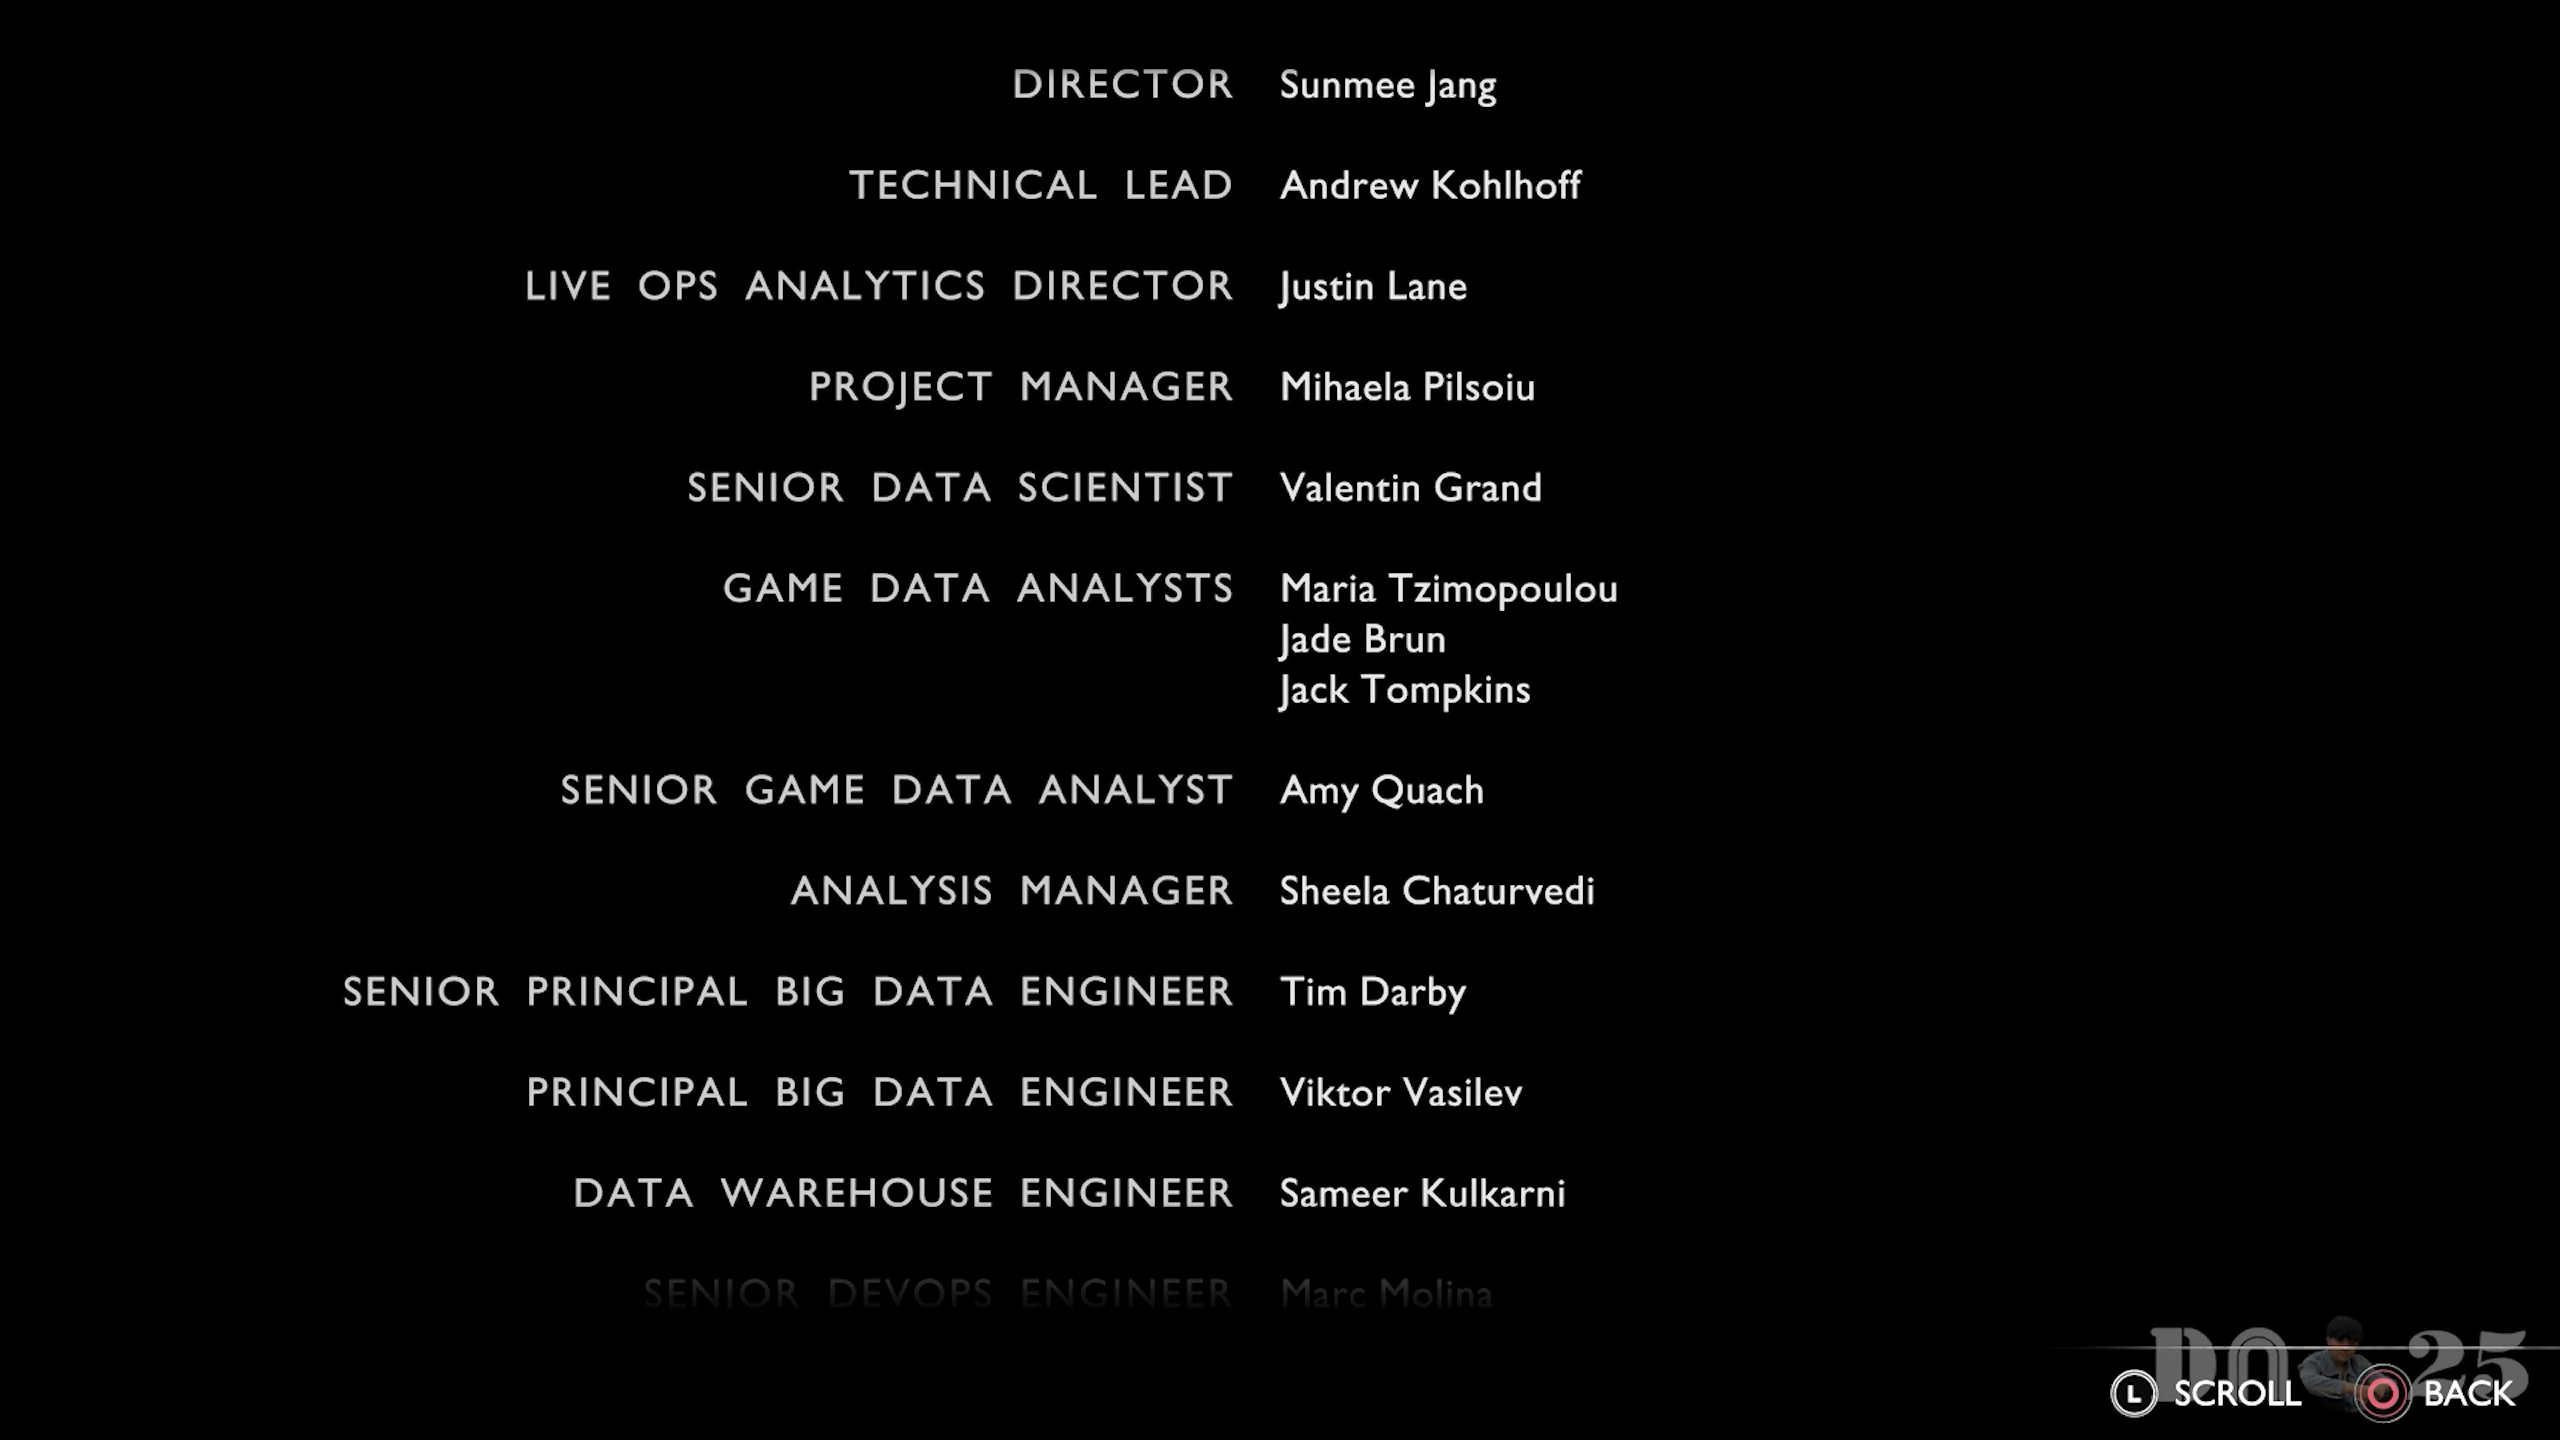 DIRECTOR Sunmee Jang
TECHNICAL LEAD Andrew Kohlhoff
LIVE OPS ANALYTICS DIRECTOR Justin Lane
PROJECT MANAGER Mihaela Pilsoiu
SENIOR DATA SCIENTIST Valentin Grand
GAME DATA ANALYSTS Maria Tzimopoulou
Jade Brun
Jack Tompkins
SENIOR GAME DATA ANALYST Amy Quach
ANALYSIS MANAGER Sheela Chaturvedi
SENIOR PRINCIPAL BIG DATA ENGINEER Tim Darby
PRINCIPAL BIG DATA ENGINEER Viktor Vasilev
DATA WAREHOUSE ENGINEER Sameer Kulkarni
SENIOR DEVOPS ENGINEER Marc Molina
25
L SCROLL BACK